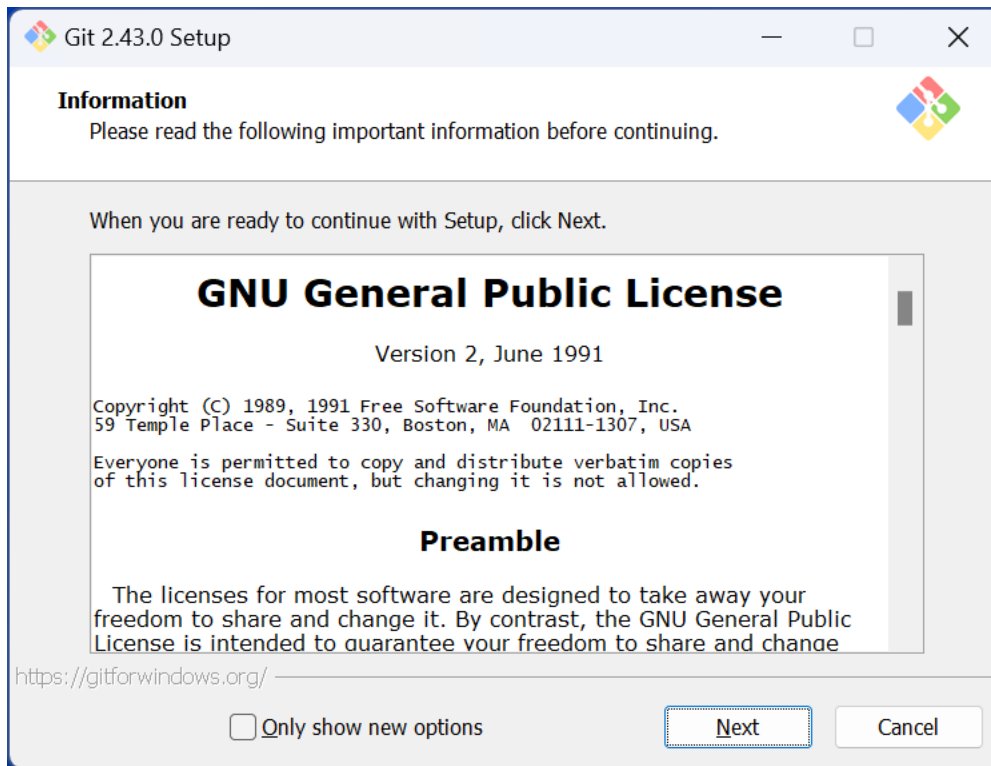 Git 2.43.0 Setup
Information
Please read the following important information before continuing.
When you are ready to continue with Setup, click Next.
GNU General Public License
Version 2, June 1991
Copyright (C) 1989, 1991 Free Software Foundation, Inc.
59 Temple Place - Suite 330, Boston, MA  02111-1307, USA
Everyone is permitted to copy and distribute verbatim copies
of this license document, but changing it is not allowed.
Preamble
The licenses for most software are designed to take away your
freedom to share and change it. By contrast, the GNU General Public
License is intended to guarantee your freedom to share and change
https://gitforwindows.org/
Only show new options
Next
Cancel